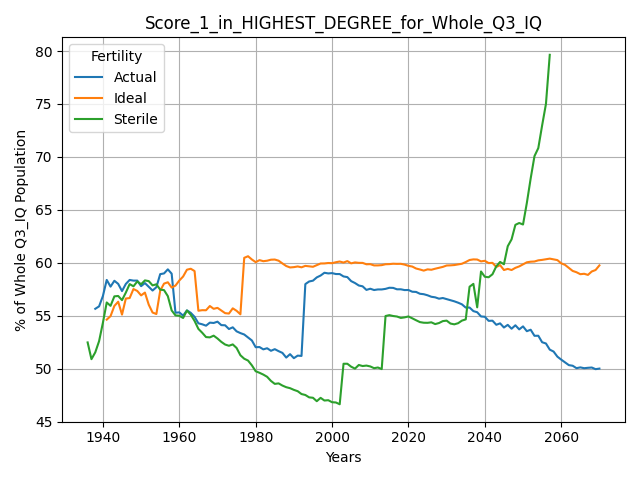 Score_1_in_HIGHEST_DEGREE_for_Whole_Q3_IQ
% of Whole Q3_IQ Population
80
75
70
65
60
55
50
45
Fertility
Actual
Ideal
Sterile
1940 1960 1980 2000 2020 2040 2060
Years